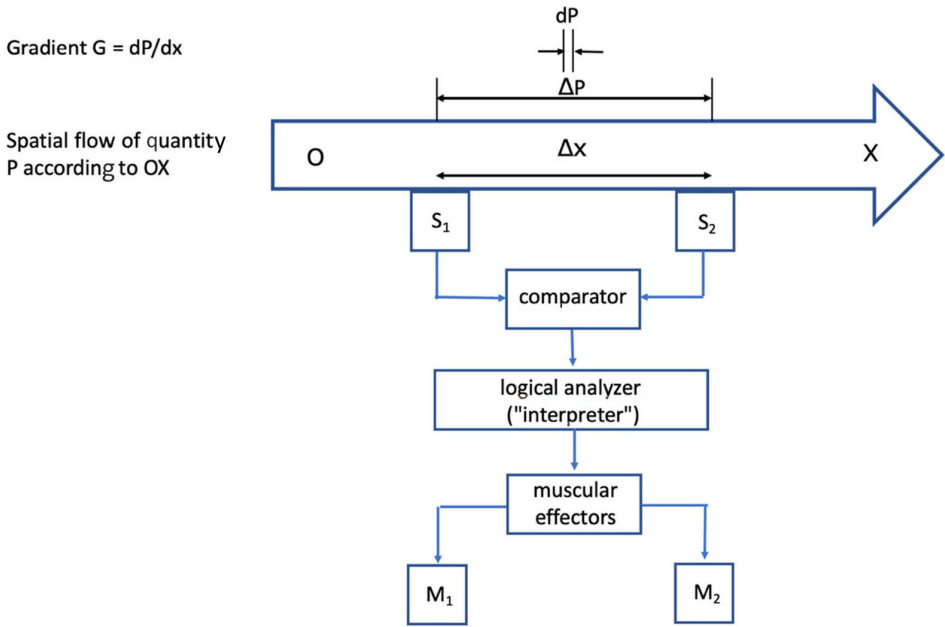 dP
Gradient G = dP/dx
ΔP
Spatial flow of quantity
P according to OX
O
Δx
X
S₁
S₂
comparator
logical analyzer
("interpreter")
muscular
effectors
M₁
M₂